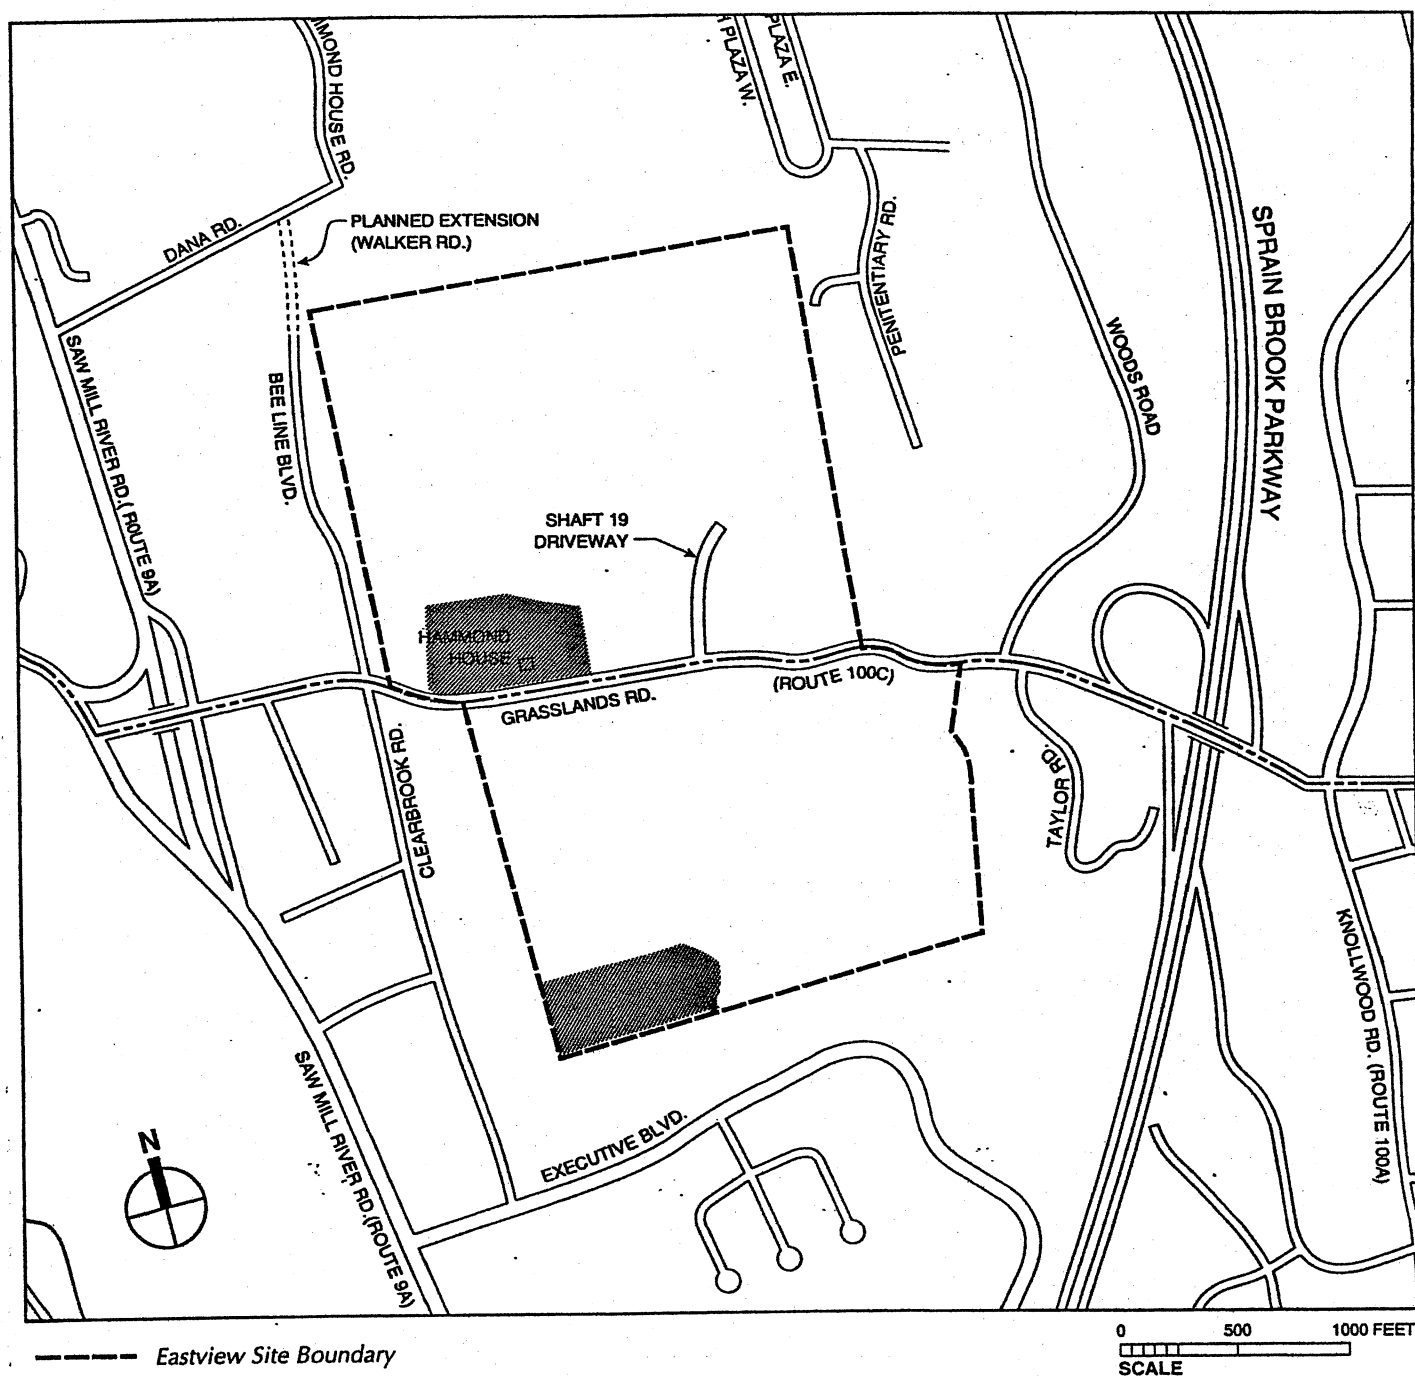 MMOND HOUSE RD.
H PLAZA W.
PLAZA E.
DANA RD.
PLANNED EXTENSION
(WALKER RD.)
PENITENTIARY RD.
SPRAIN BROOK PARKWAY
WOODS ROAD
SAW MILL RIVER RD.( ROUTE 9A)
BEE LINE BLVD.
SHAFT 19
DRIVEWAY
HAMMOND
HOUSE
GRASSLANDS RD.
(ROUTE 100C)
CLEARBROOK RD.
TAYLOR RD.
KNOLLWOOD RD. (ROUTE 100A)
SAW MILL RIVER RD.(ROUTE 9A)
EXECUTIVE BLVD.
N
Eastview Site Boundary
0 500 1000 FEET
SCALE